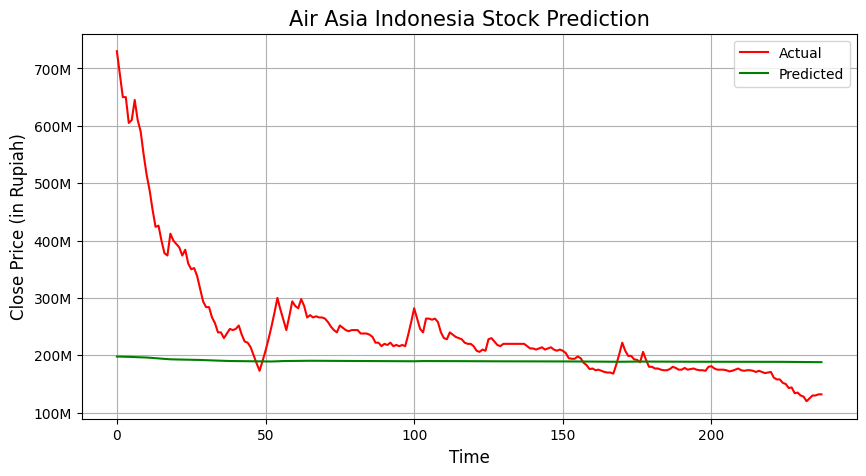 Air Asia Indonesia Stock Prediction
Close Price (in Rupiah)
700M
600M
500M
400M
300M
200M
100M
Actual
Predicted
0
50
100
150
200
Time